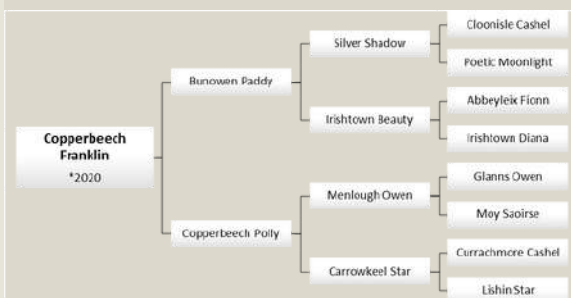 Cloonisle Cashel
Silver Shadow
Poetic Moonlight
Bunowen Paddy
Abbeyleix Fionn
Irishtown Beauty
Irishtown Diana
Copperbeech
Franklin
*2020
Glanns Owen
Menlough Owen
Moy Saoirse
Copperbeech Polly
Currachmore Cashel
Carrowkeel Star
Lishin Star